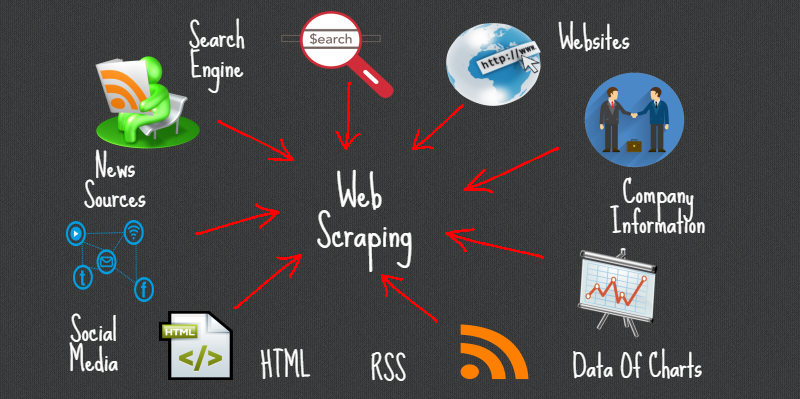 Search
Engine
$earch
http://www
Websites
News
Sources
Web
Scraping
Company
Information
Social
Media
HTML
</>
HTML
RSS
Data Of Charts
t
f